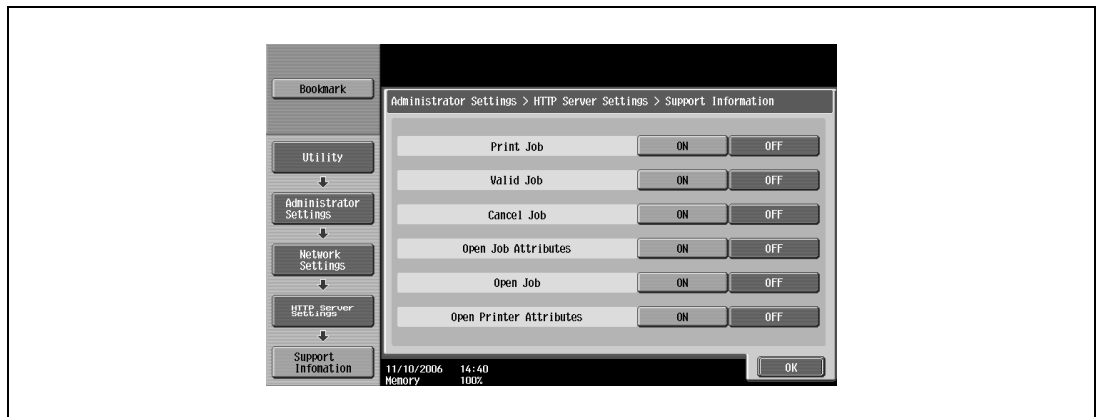 Bookmark
Utility
Administrator
Settings
Network
Settings
HTTP Server
Settings
Support
Infomation
Administrator Settings > HTTP Server Settings > Support Information
Print Job ON OFF
Valid Job ON OFF
Cancel Job ON OFF
Open Job Attributes ON OFF
Open Job ON OFF
Open Printer Attributes ON OFF
11/10/2006 14:40
Memory 100%
OK